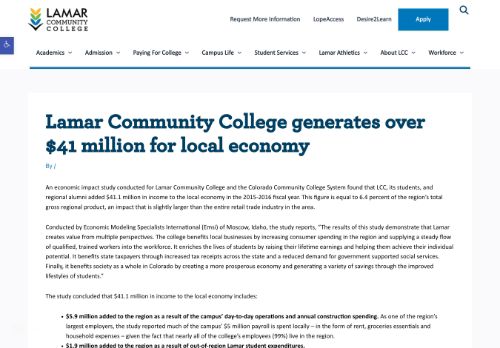 LAMAR
COMMUNITY
COLLEGE
Request More Information LopeAccess Desire2Learn Apply
Academics Admission Paying For College Campus Life Student Services Lamar Athletics About LCC Workforce
Lamar Community College generates over
$41 million for local economy
By /
An economic impact study conducted for Lamar Community College and the Colorado Community College System found that LCC, its students, and
regional alumni added $41.1 million in income to the local economy in the 2015-2016 fiscal year. This figure is equal to 6.4 percent of the region's total
gross regional product, an impact that is slightly larger than the entire retail trade industry in the area.
Conducted by Economic Modeling Specialists International (Emsi) of Moscow, Idaho, the study reports, "The results of this study demonstrate that Lamar
creates value from multiple perspectives. The college benefits local businesses by increasing consumer spending in the region and supplying a steady flow
of qualified, trained workers into the workforce. It enriches the lives of students by raising their lifetime earnings and helping them achieve their individual
potential. It benefits state taxpayers through increased tax receipts across the state and a reduced demand for government supported social services.
Finally, it benefits society as a whole in Colorado by creating a more prosperous economy and generating a variety of savings through the improved
lifestyles of students."
The study concluded that $41.1 million in income to the local economy includes:
• $5.9 million added to the region as a result of the campus' day-to-day operations and annual construction spending. As one of the region's
largest employers, the study reported much of the campus' $5 million payroll is spent locally – in the form of rent, groceries essentials and
household expenses – given the fact that nearly all of the college's employees (99%) live in the region.
• $1.9 million added to the region as a result of out-of-region Lamar student expenditures.